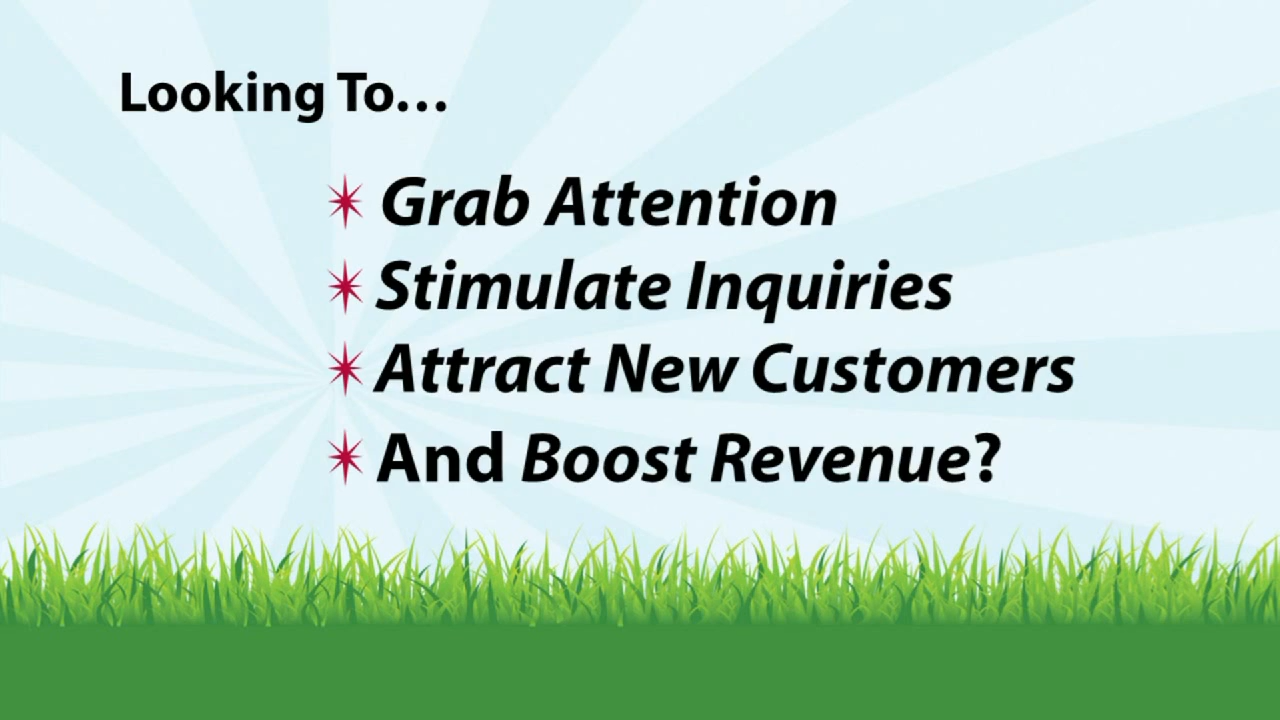 Looking To…
Grab Attention
Stimulate Inquiries
Attract New Customers
And Boost Revenue?